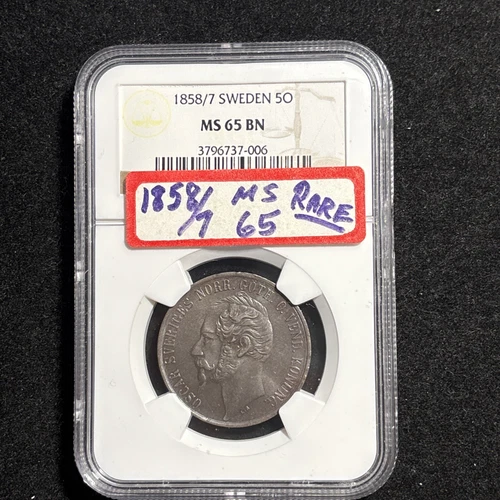 1858/7 SWEDEN 5O
MS 65 BN
3796737-006
1858/7 MS 65 RARE
OSCAR SVERIGES NORR. GÖTH. O. VEND. KONUNG